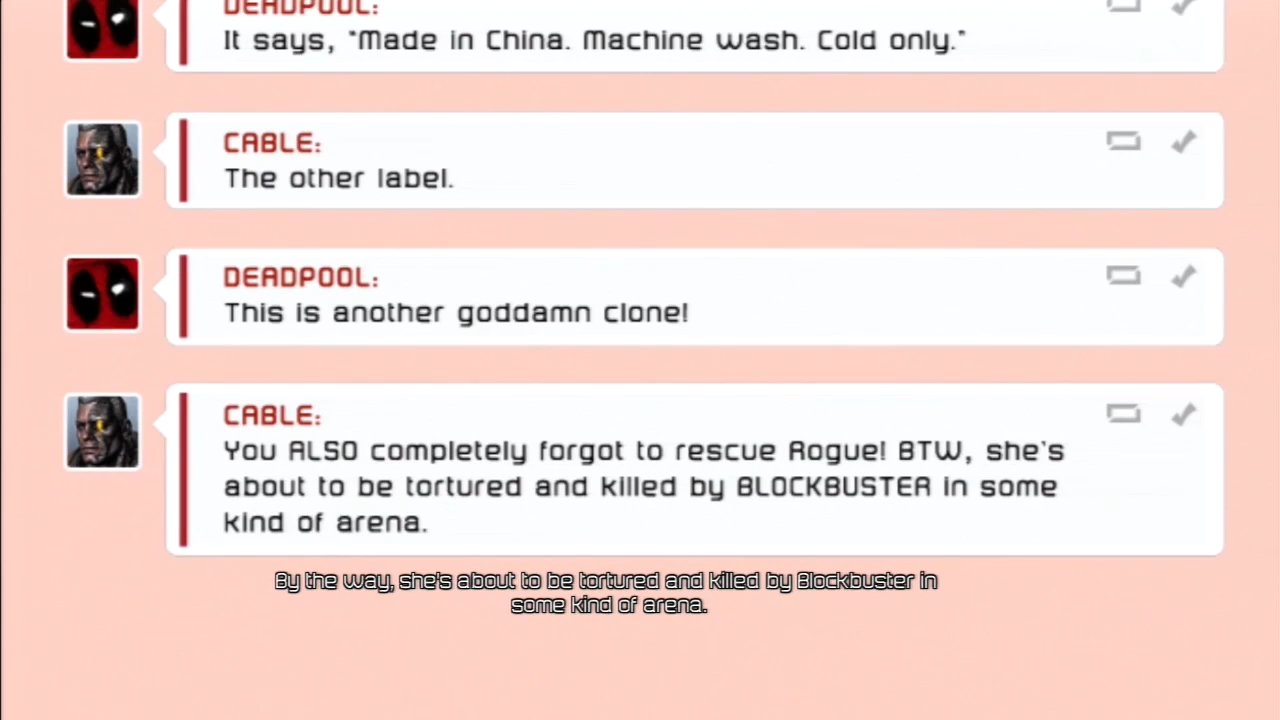 DEADPOOL:
It says, "Made in China. Machine wash. Cold only."
CABLE:
The other label.
DEADPOOL:
This is another goddamn clone!
CABLE:
You ALSO completely forgot to rescue Rogue! BTW, she's
about to be tortured and killed by BLOCKBUSTER in some
kind of arena.
By the way, she's about to be tortured and killed by Blockbuster in
some kind of arena.